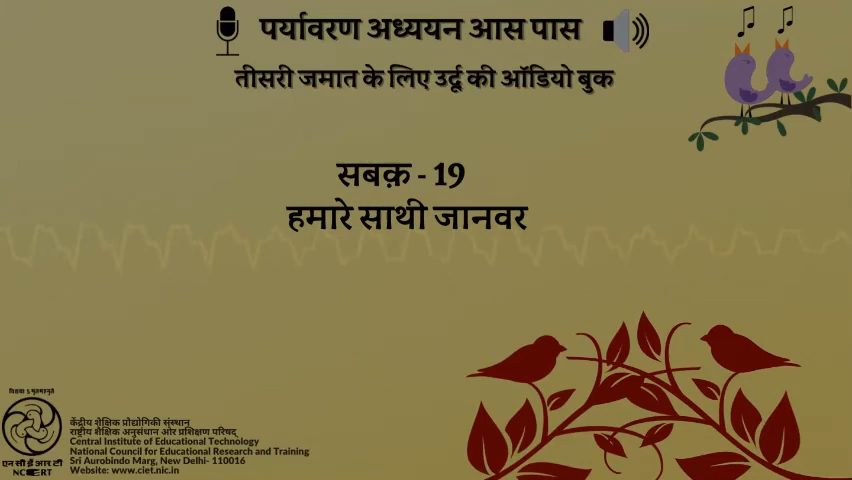 पर्यावरण अध्ययन आस पास
तीसरी जमात के लिए उर्दू की ऑडियो बुक
सबक़ - 19
हमारे साथी जानवर
विद्यया ऽ मृतमश्नुते
एन सी ई आर टी
NCERT
केंद्रीय शैक्षिक प्रौद्योगिकी संस्थान
राष्ट्रीय शैक्षिक अनुसंधान और प्रशिक्षण परिषद्
Central Institute of Educational Technology
National Council for Educational Research and Training
Sri Aurobindo Marg, New Delhi- 110016
Website: www.ciet.nic.in